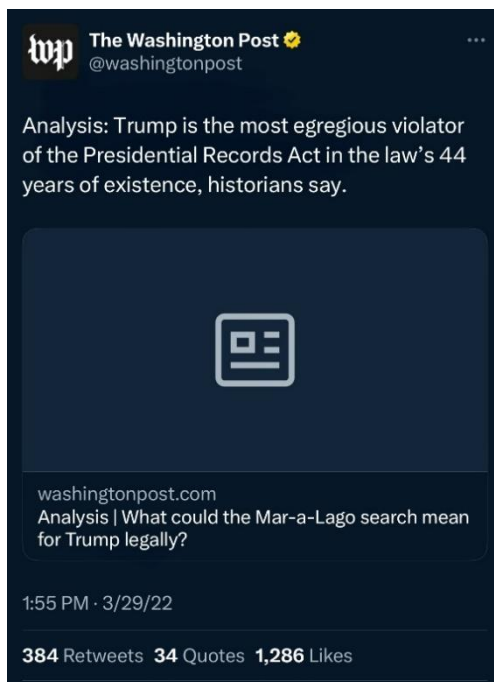 wp
The Washington Post
@washingtonpost
Analysis: Trump is the most egregious violator
of the Presidential Records Act in the law’s 44
years of existence, historians say.
washingtonpost.com
Analysis | What could the Mar-a-Lago search mean
for Trump legally?
1:55 PM · 3/29/22
384 Retweets 34 Quotes 1,286 Likes